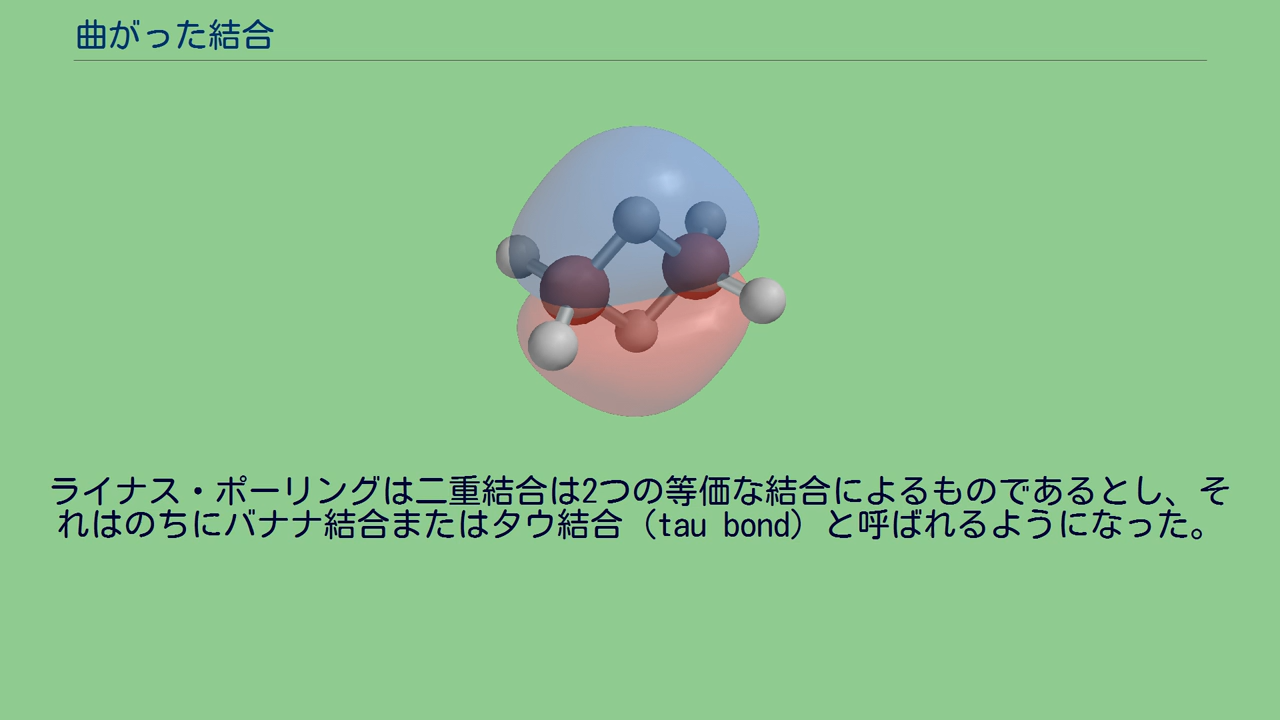 曲がった結合
ライナス・ポーリングは二重結合は2つの等価な結合によるものであるとし、そ
れはのちにバナナ結合またはタウ結合（tau bond）と呼ばれるようになった。